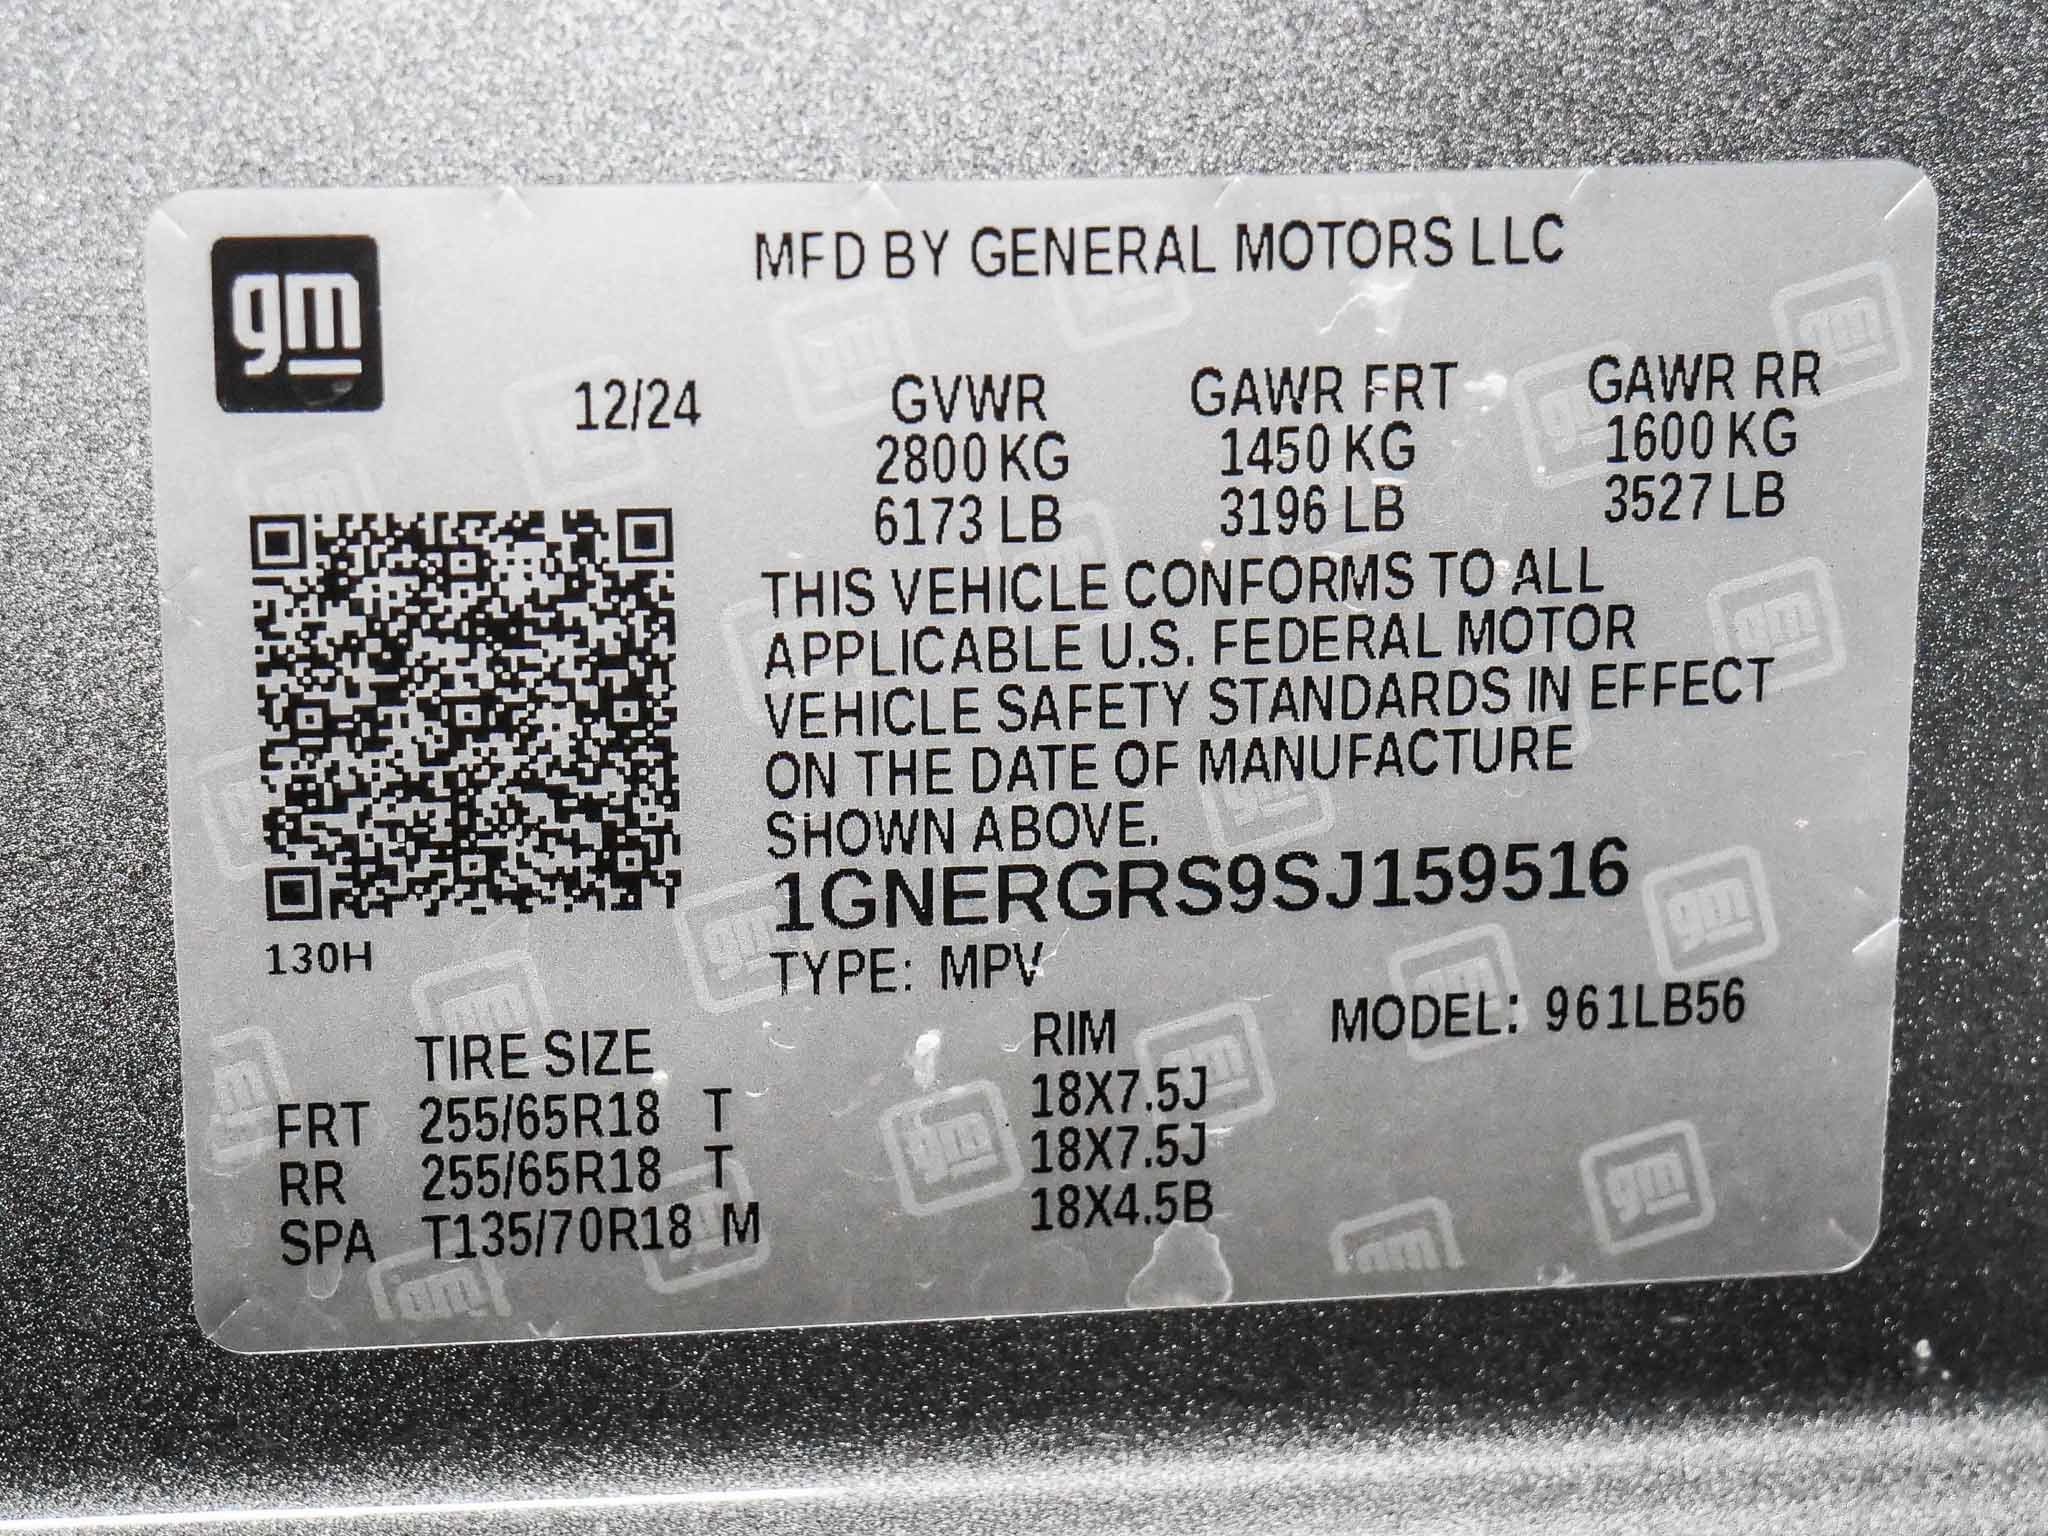 gm
MFD BY GENERAL MOTORS LLC
12/24 GVWR GAWR FRT GAWR RR
2800 KG 1450 KG 1600 KG
6173 LB 3196 LB 3527 LB
THIS VEHICLE CONFORMS TO ALL
APPLICABLE U.S. FEDERAL MOTOR
VEHICLE SAFETY STANDARDS IN EFFECT
ON THE DATE OF MANUFACTURE
SHOWN ABOVE.
1GNERGRS9SJ159516
130H
TYPE: MPV
MODEL: 961LB56
TIRE SIZE RIM
FRT 255/65R18 T 18X7.5J
RR 255/65R18 T 18X7.5J
SPA T135/70R18 M 18X4.5B